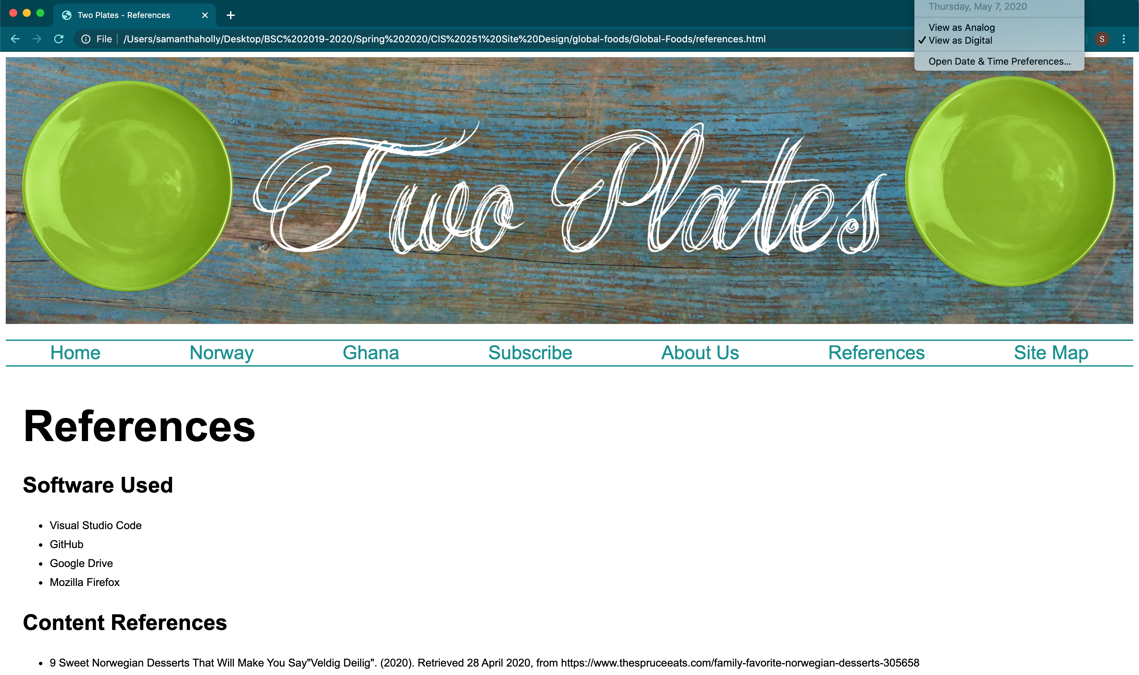 Two Plates - References
Thursday, May 7, 2020
View as Analog
✓ View as Digital
Open Date & Time Preferences...
File | /Users/samanthaholly/Desktop/BSC%202019-2020/Spring%202020/CIS%20251%20Site%20Design/global-foods/Global-Foods/references.html
S
Two Plates
Home Norway Ghana Subscribe About Us References Site Map
References
Software Used
• Visual Studio Code
• GitHub
• Google Drive
• Mozilla Firefox
Content References
• 9 Sweet Norwegian Desserts That Will Make You Say"Veldig Deilig". (2020). Retrieved 28 April 2020, from https://www.thespruceeats.com/family-favorite-norwegian-desserts-305658